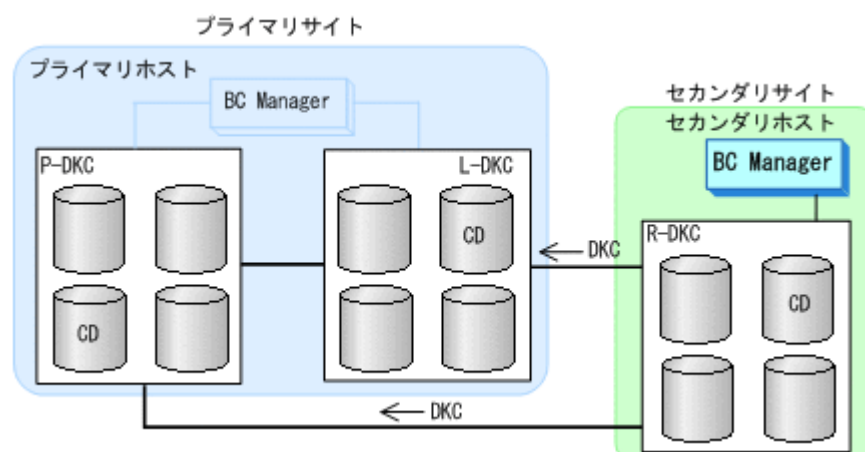 プライマリサイト
プライマリホスト
BC Manager
P-DKC
L-DKC
CD
CD
セカンダリサイト
セカンダリホスト
BC Manager
R-DKC
CD
DKC
DKC